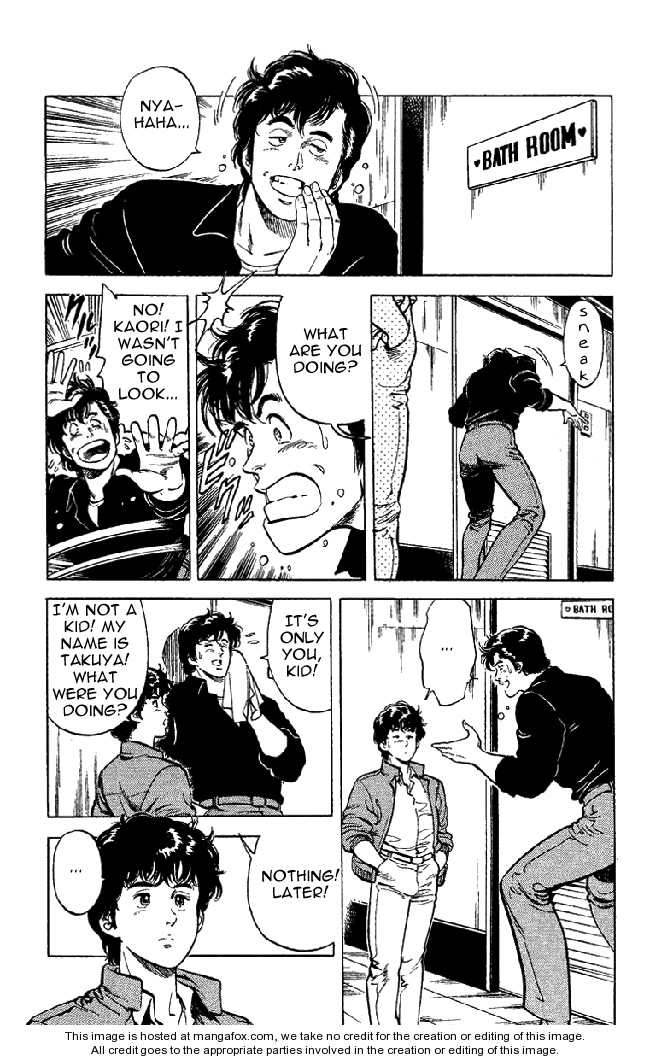 ♥BATH ROOM♥
NYA-
HAHA...
sneak
WHAT
ARE YOU
DOING?
NO!
KAORI! I
WASN'T
GOING
TO
LOOK...
♥BATH RO
...
IT'S
ONLY
YOU,
KID!
I'M NOT A
KID! MY
NAME IS
TAKUYA!
WHAT
WERE YOU
DOING?
NOTHING!
LATER!
...
This image is hosted at mangafox.com, we take no credit for the creation or editing of this image.
All credit goes to the appropriate parties involved in the creation or editing of this image.